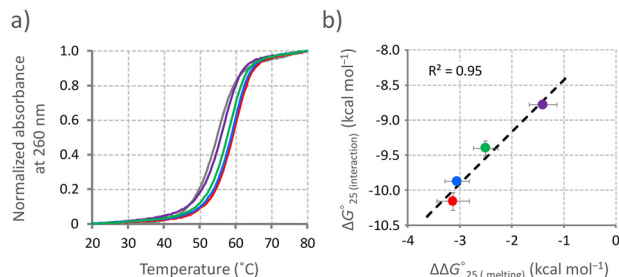 a)
Normalized absorbance
at 260 nm
1.0
0.8
0.6
0.4
0.2
0
20 30 40 50 60 70 80
Temperature (˚C)
b)
ΔG°25 (interaction) (kcal mol⁻¹)
-8.0
-8.5
-9.0
-9.5
-10.0
-10.5
R² = 0.95
-4 -3 -2 -1 0
ΔΔG°25 ( melting) (kcal mol⁻¹)